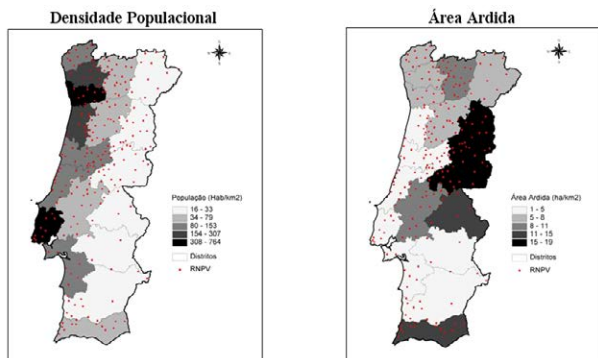 Densidade Populacional
População (Hab/km2)
16 - 33
34 - 79
80 - 153
154 - 307
308 - 764
Distritos
RNPV
Área Ardida
Área Ardida (ha/km2)
1 - 5
5 - 8
8 - 11
11 - 15
15 - 19
Distritos
RNPV